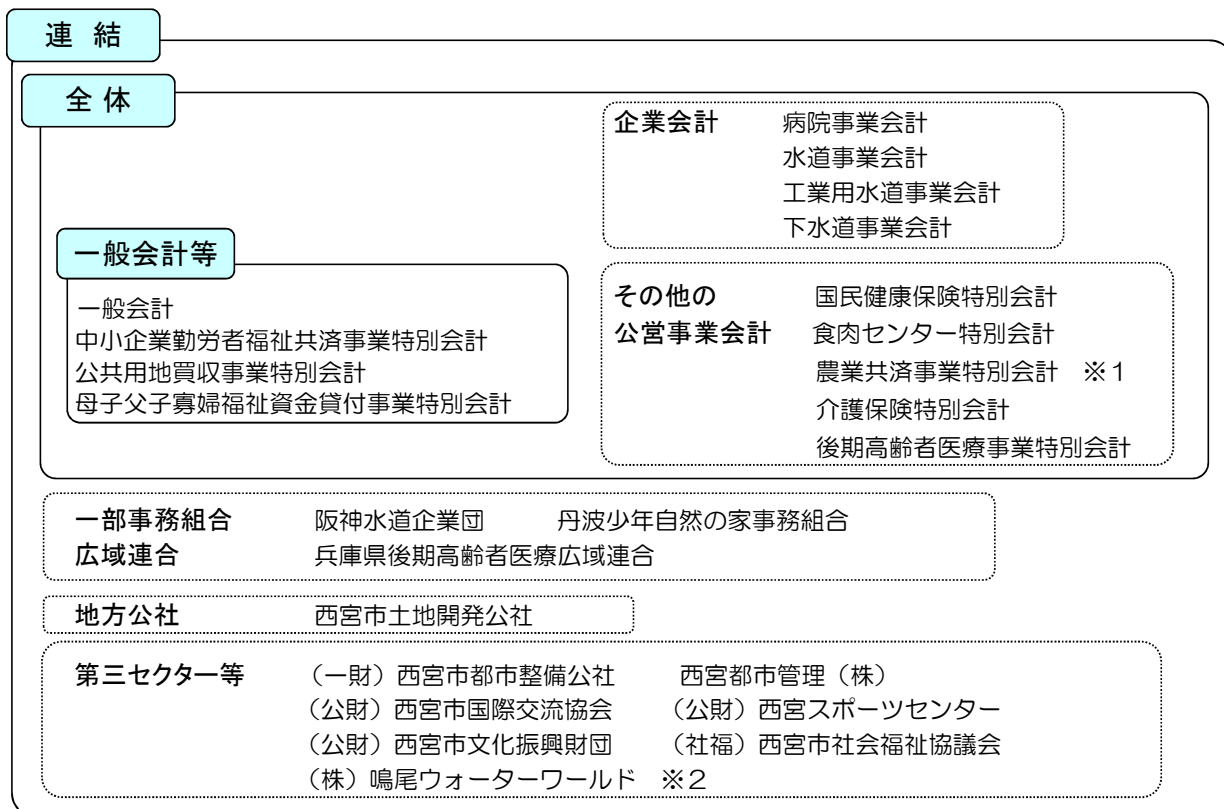 連 結
全 体
企業会計 病院事業会計
水道事業会計
工業用水道事業会計
下水道事業会計
一般会計等
一般会計
中小企業勤労者福祉共済事業特別会計
公共用地買収事業特別会計
母子父子寡婦福祉資金貸付事業特別会計
その他の 国民健康保険特別会計
公営事業会計 食肉センター特別会計
農業共済事業特別会計 ※1
介護保険特別会計
後期高齢者医療事業特別会計
一部事務組合 阪神水道企業団 丹波少年自然の家事務組合
広域連合 兵庫県後期高齢者医療広域連合
地方公社 西宮市土地開発公社
第三セクター等 （一財）西宮市都市整備公社 西宮都市管理（株）
（公財）西宮市国際交流協会 （公財）西宮スポーツセンター
（公財）西宮市文化振興財団 （社福）西宮市社会福祉協議会
（株）鳴尾ウォーターワールド ※2